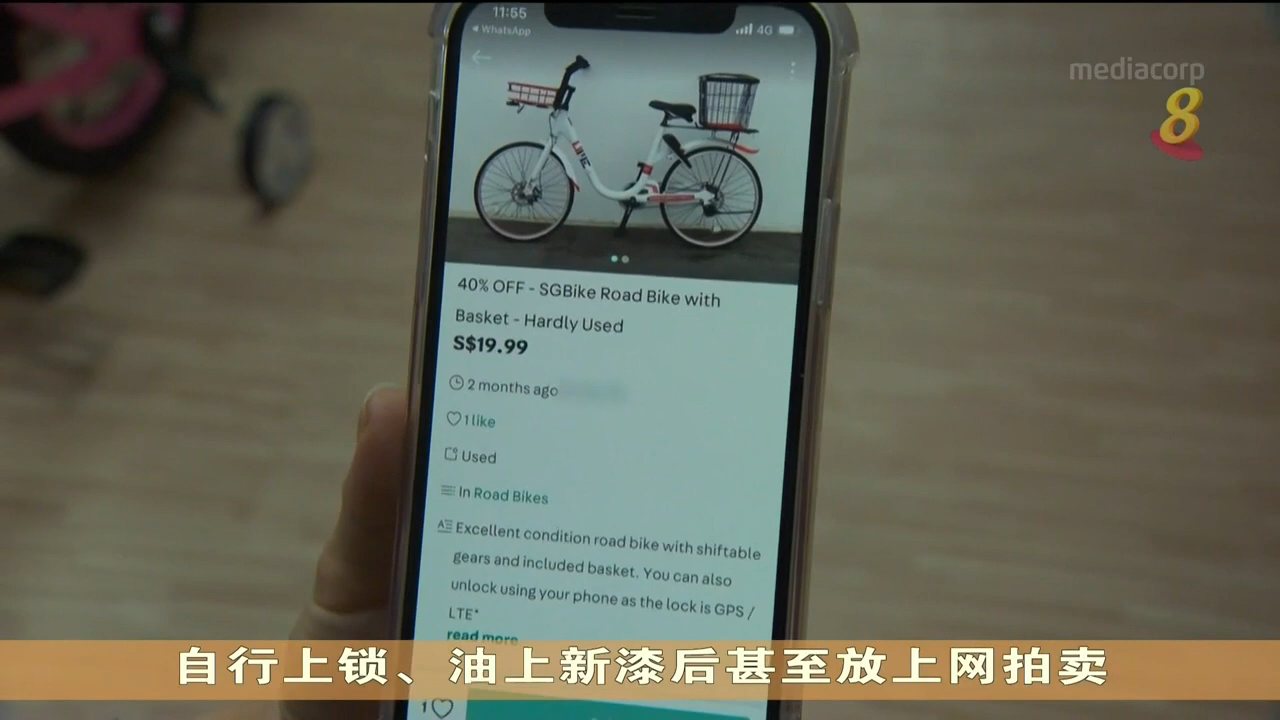 11:55
WhatsApp
4G
mediacorp
8
40% OFF - SGBike Road Bike with
Basket - Hardly Used
S$19.99
2 months ago
1 like
Used
In Road Bikes
Excellent condition road bike with shiftable
gears and included basket. You can also
unlock using your phone as the lock is GPS /
LTE*
read more
自行上锁、油上新漆后甚至放上网拍卖
1